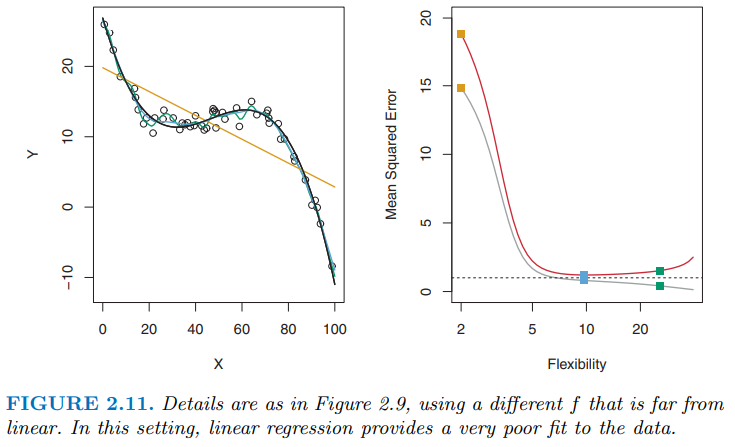 Y
20
10
0
−10
0 20 40 60 80 100
X
Mean Squared Error
20
15
10
5
0
2 5 10 20
Flexibility
FIGURE 2.11. Details are as in Figure 2.9, using a different f that is far from
linear. In this setting, linear regression provides a very poor fit to the data.